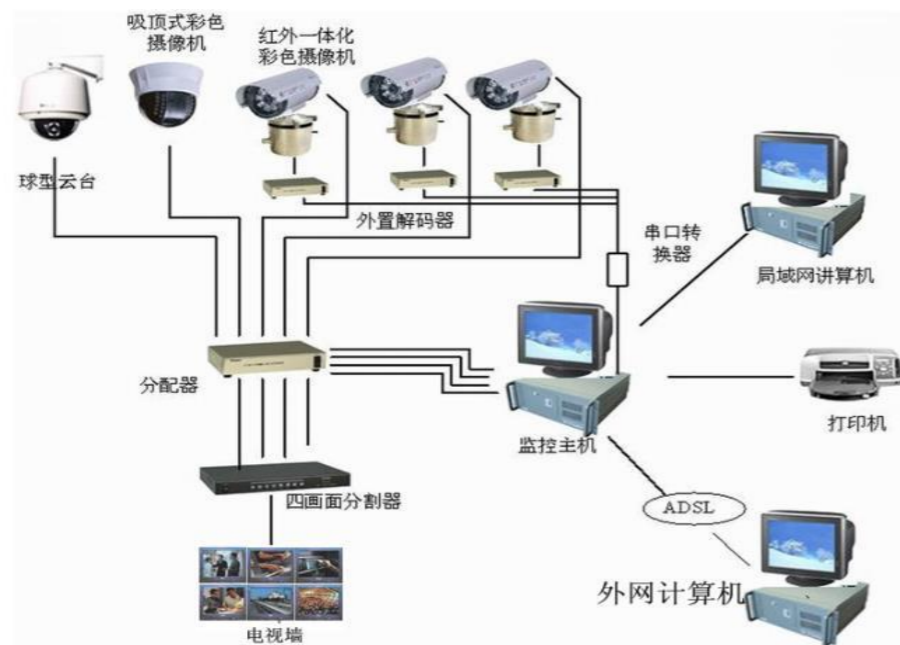 吸顶式彩色
摄像机
红外一体化
彩色摄像机
球型云台
外置解码器
串口转
换器
局域网讲算机
分配器
监控主机
打印机
四画面分割器
ADSL
外网计算机
电视墙